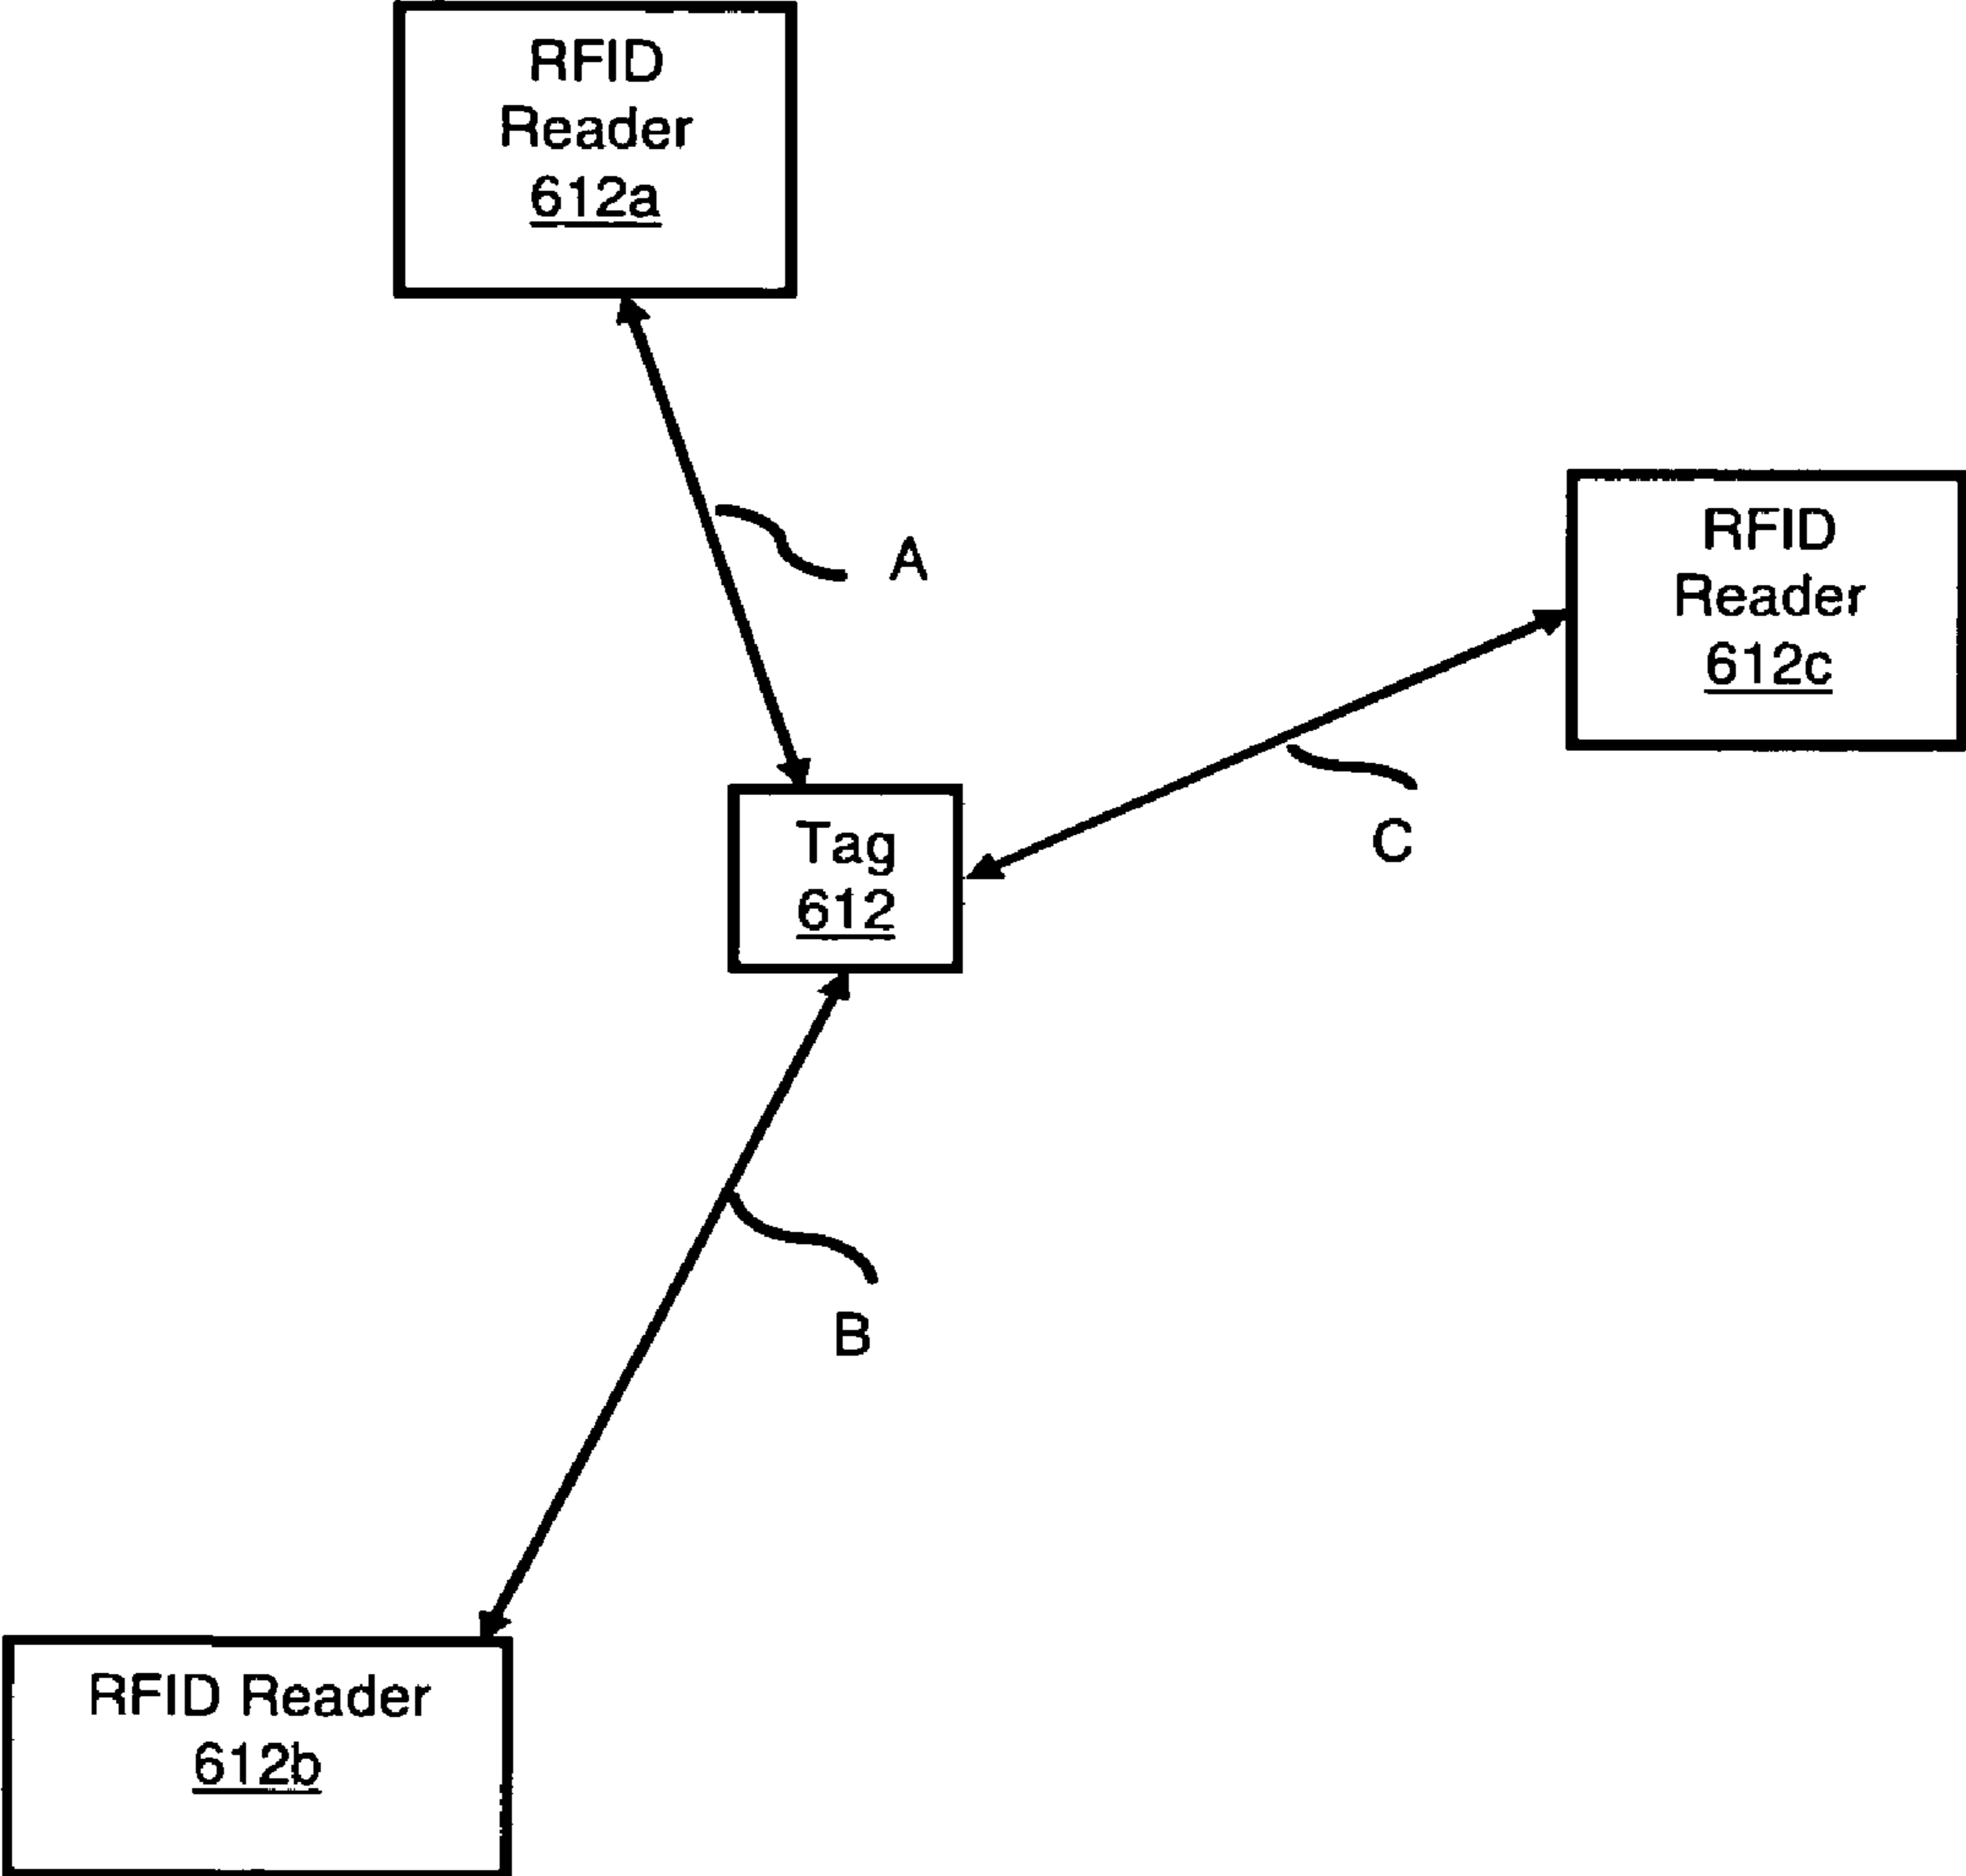 RFID
Reader
612a
A
RFID
Reader
612c
C
Tag
612
B
RFID Reader
612b